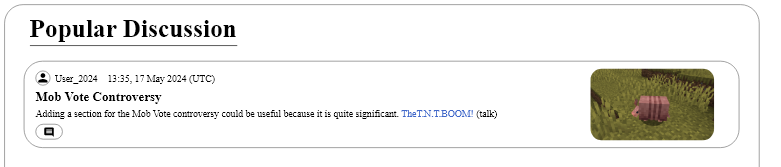 Popular Discussion
User_2024 13:35, 17 May 2024 (UTC)
Mob Vote Controversy
Adding a section for the Mob Vote controversy could be useful because it is quite significant. TheT.N.T.BOOM! (talk)